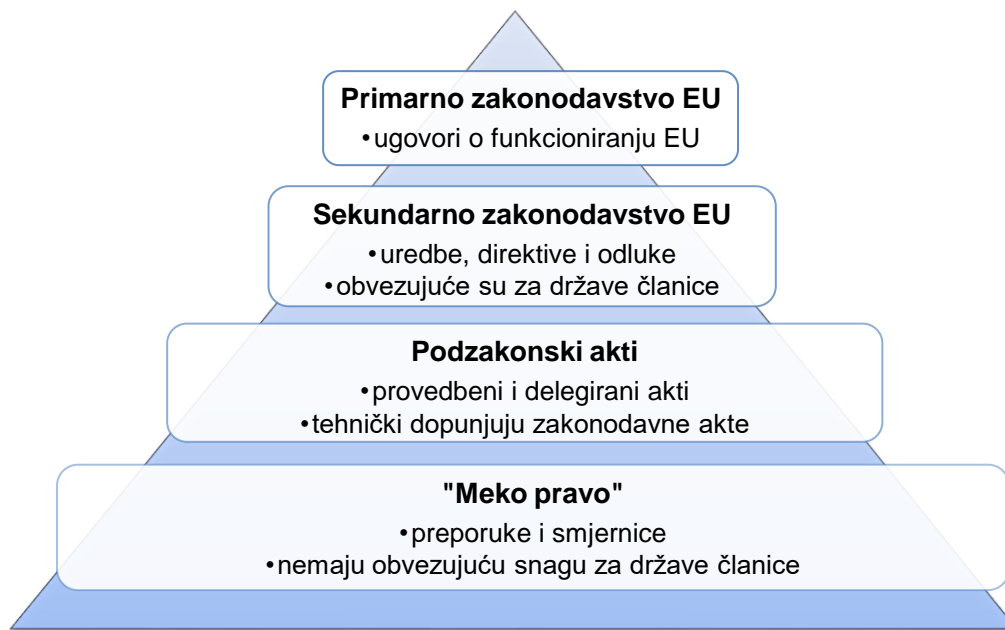 Primarno zakonodavstvo EU
•ugovori o funkcioniranju EU
Sekundarno zakonodavstvo EU
•uredbe, direktive i odluke
•obvezujuće su za države članice
Podzakonski akti
•provedbeni i delegirani akti
•tehnički dopunjuju zakonodavne akte
"Meko pravo"
•preporuke i smjernice
•nemaju obvezujuću snagu za države članice